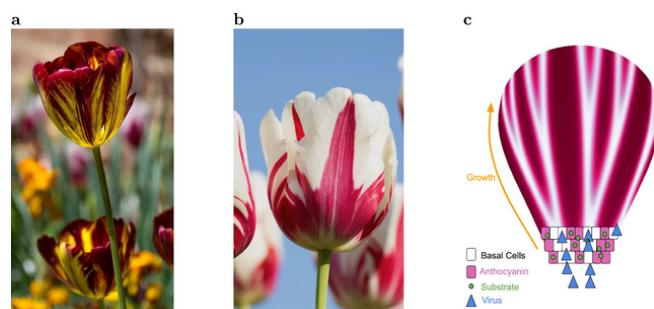 a
b
c
Growth
Basal Cells
Anthocyanin
Substrate
Virus